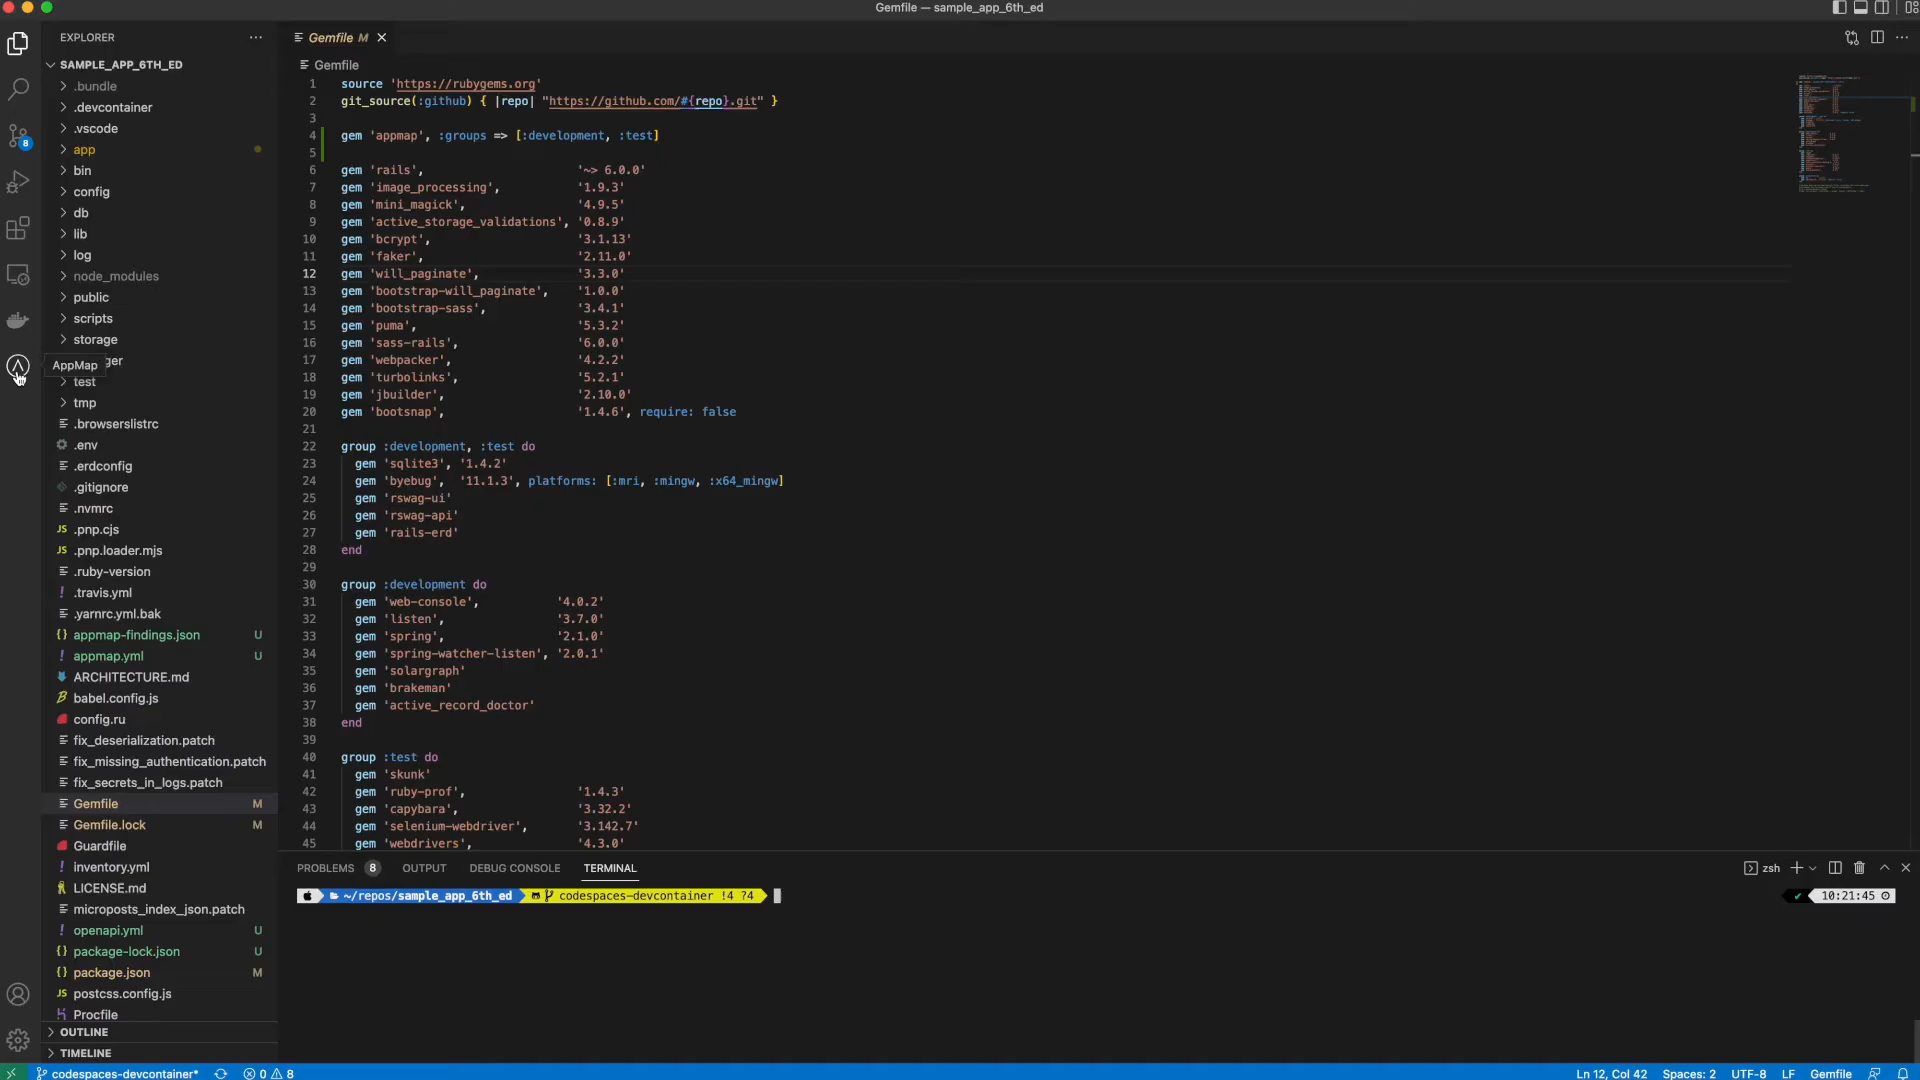 Gemfile — sample_app_6th_ed
EXPLORER
SAMPLE_APP_6TH_ED
.bundle
.devcontainer
.vscode
app
bin
config
db
lib
log
node_modules
public
scripts
storage
ger
AppMap
test
tmp
.browserslistrc
.env
.erdconfig
.gitignore
.nvmrc
JS .pnp.cjs
JS .pnp.loader.mjs
.ruby-version
! .travis.yml
.yarnrc.yml.bak
{} appmap-findings.json U
! appmap.yml U
ARCHITECTURE.md
babel.config.js
config.ru
fix_deserialization.patch
fix_missing_authentication.patch
fix_secrets_in_logs.patch
Gemfile M
Gemfile.lock M
Guardfile
! inventory.yml
LICENSE.md
microposts_index_json.patch
! openapi.yml U
{} package-lock.json U
{} package.json M
JS postcss.config.js
Procfile
OUTLINE
TIMELINE
8
Gemfile M
Gemfile
1 source 'https://rubygems.org'
2 git_source(:github) { |repo| "https://github.com/#{repo}.git" }
3
4 gem 'appmap', :groups => [:development, :test]
5
6 gem 'rails', '~> 6.0.0'
7 gem 'image_processing', '1.9.3'
8 gem 'mini_magick', '4.9.5'
9 gem 'active_storage_validations', '0.8.9'
10 gem 'bcrypt', '3.1.13'
11 gem 'faker', '2.11.0'
12 gem 'will_paginate', '3.3.0'
13 gem 'bootstrap-will_paginate', '1.0.0'
14 gem 'bootstrap-sass', '3.4.1'
15 gem 'puma', '5.3.2'
16 gem 'sass-rails', '6.0.0'
17 gem 'webpacker', '4.2.2'
18 gem 'turbolinks', '5.2.1'
19 gem 'jbuilder', '2.10.0'
20 gem 'bootsnap', '1.4.6', require: false
21
22 group :development, :test do
23 gem 'sqlite3', '1.4.2'
24 gem 'byebug', '11.1.3', platforms: [:mri, :mingw, :x64_mingw]
25 gem 'rswag-ui'
26 gem 'rswag-api'
27 gem 'rails-erd'
28 end
29
30 group :development do
31 gem 'web-console', '4.0.2'
32 gem 'listen', '3.7.0'
33 gem 'spring', '2.1.0'
34 gem 'spring-watcher-listen', '2.0.1'
35 gem 'solargraph'
36 gem 'brakeman'
37 gem 'active_record_doctor'
38 end
39
40 group :test do
41 gem 'skunk'
42 gem 'ruby-prof', '1.4.3'
43 gem 'capybara', '3.32.2'
44 gem 'selenium-webdriver', '3.142.7'
45 gem 'webdrivers', '4.3.0'
PROBLEMS 8 OUTPUT DEBUG CONSOLE TERMINAL zsh
~/repos/sample_app_6th_ed codespaces-devcontainer !4 ?4 10:21:45
codespaces-devcontainer* 0 8 Ln 12, Col 42 Spaces: 2 UTF-8 LF Gemfile